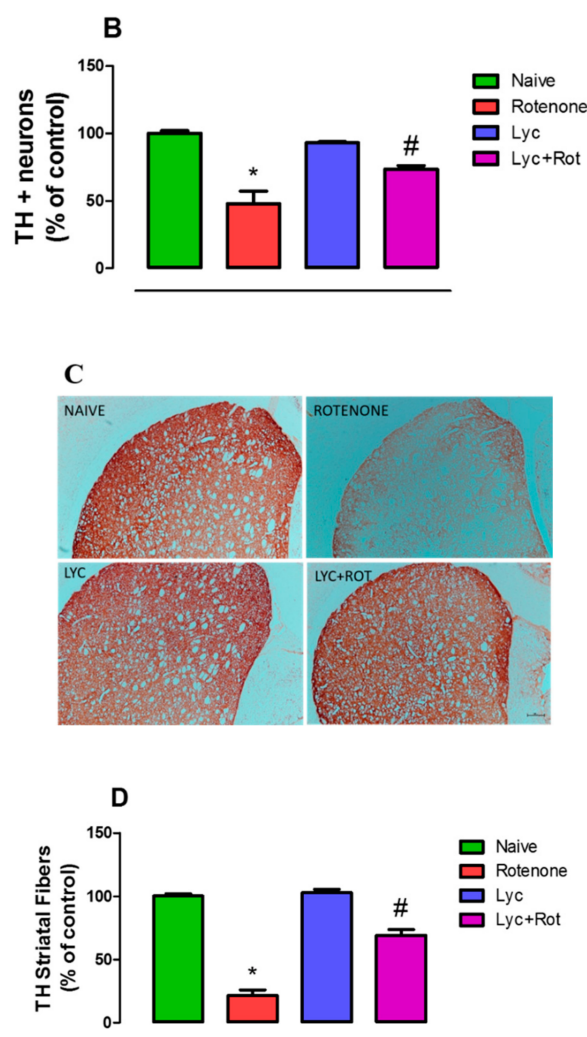 B
TH + neurons
(% of control)
150
100
50
0
*
#
Naive
Rotenone
Lyc
Lyc+Rot
C
NAIVE
ROTENONE
LYC
LYC+ROT
D
TH Striatal Fibers
(% of control)
150
100
50
0
*
#
Naive
Rotenone
Lyc
Lyc+Rot